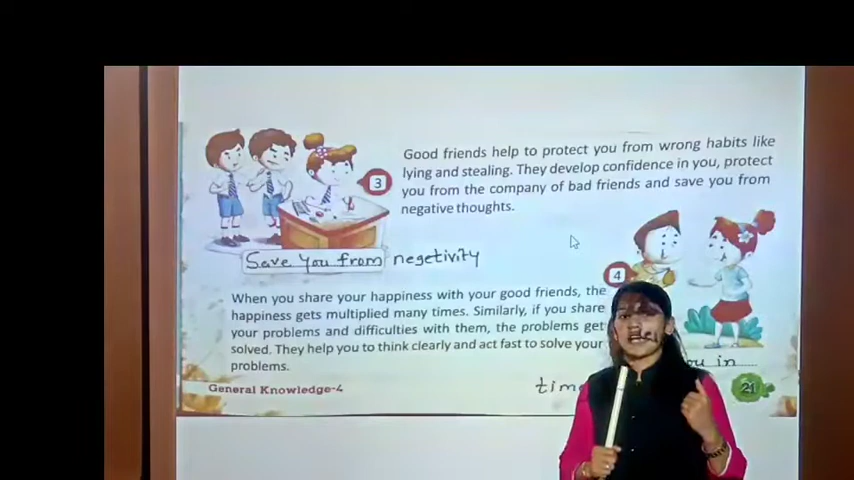 Good friends help to protect you from wrong habits like
lying and stealing. They develop confidence in you, protect
you from the company of bad friends and save you from
negative thoughts.
3
Save You from negetivity
4
When you share your happiness with your good friends, the
happiness gets multiplied many times. Similarly, if you share
your problems and difficulties with them, the problems get
solved. They help you to think clearly and act fast to solve your
problems.
in
General Knowledge-4
21